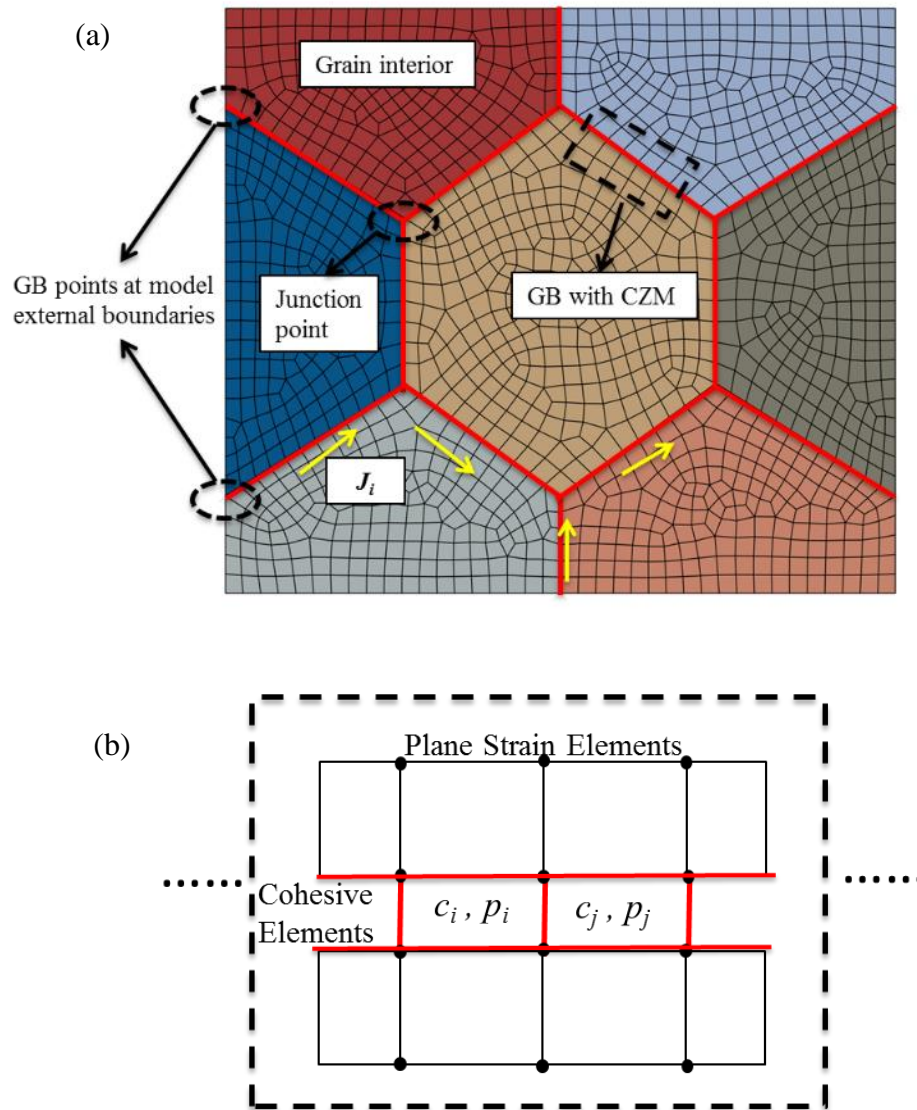 (a)
Grain interior
GB points at model
external boundaries
Junction
point
GB with CZM
J_i
(b)
Plane Strain Elements
Cohesive
Elements
c_i , p_i
c_j , p_j